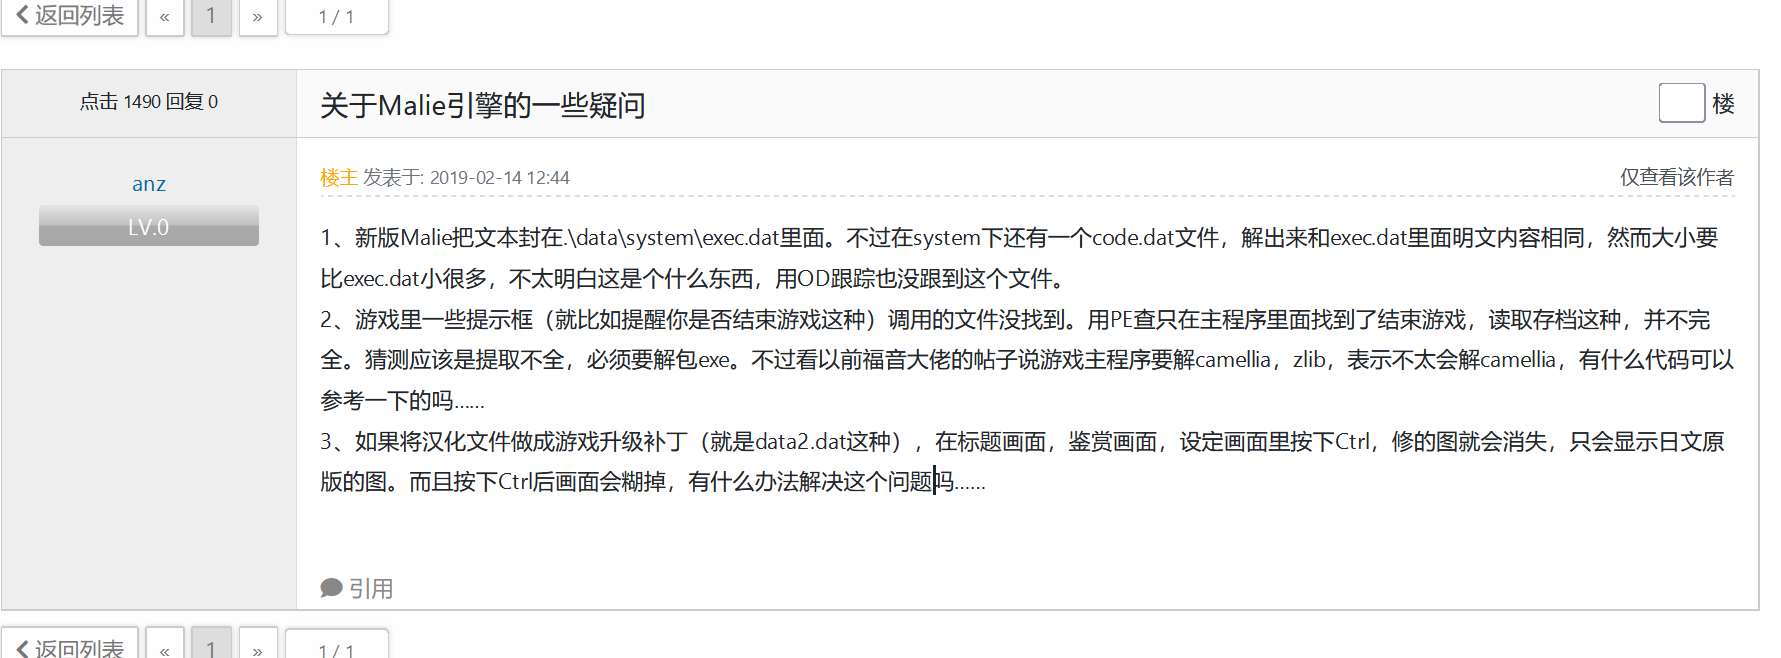 返回列表 « 1 » 1 / 1
点击 1490 回复 0
关于Malie引擎的一些疑问
楼
anz
LV.0
楼主 发表于: 2019-02-14 12:44
仅查看该作者
1、新版Malie把文本封在.\data\system\exec.dat里面。不过在system下还有一个code.dat文件，解出来和exec.dat里面明文内容相同，然而大小要
比exec.dat小很多，不太明白这是个什么东西，用OD跟踪也没跟到这个文件。
2、游戏里一些提示框（就比如提醒你是否结束游戏这种）调用的文件没找到。用PE查只在主程序里面找到了结束游戏，读取存档这种，并不完
全。猜测应该是提取不全，必须要解包exe。不过看以前福音大佬的帖子说游戏主程序要解camellia，zlib，表示不太会解camellia，有什么代码可以
参考一下的吗……
3、如果将汉化文件做成游戏升级补丁（就是data2.dat这种），在标题画面，鉴赏画面，设定画面里按下Ctrl，修的图就会消失，只会显示日文原
版的图。而且按下Ctrl后画面会糊掉，有什么办法解决这个问题吗……
引用
返回列表 « 1 » 1 / 1